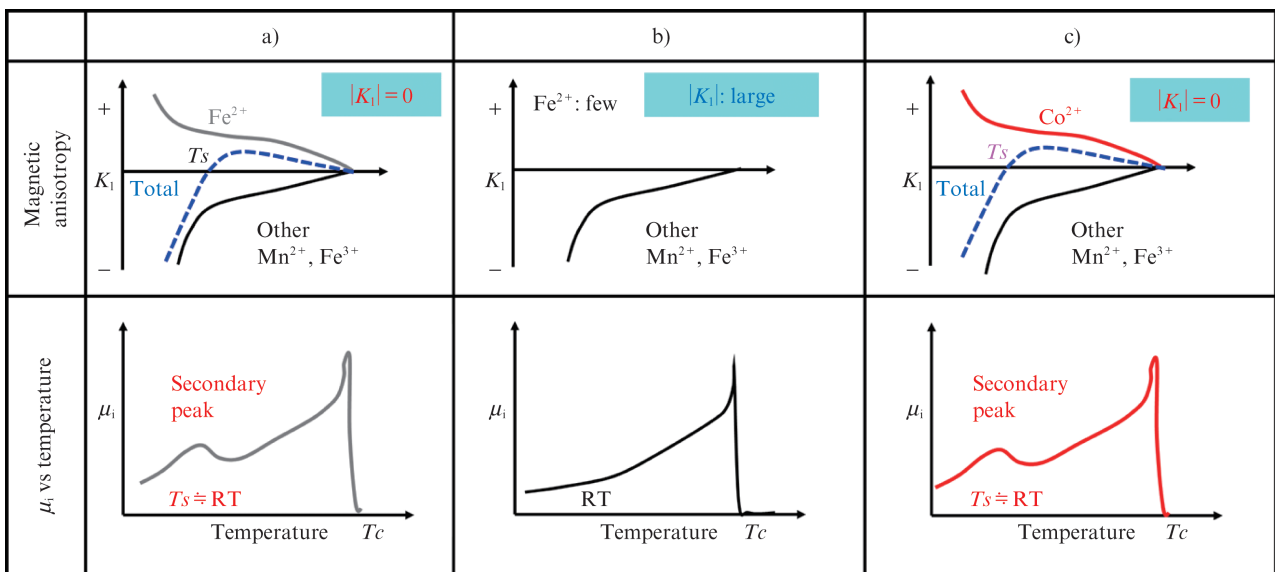 a)
b)
c)
Magnetic
anisotropy
+
K₁
−
Fe²⁺
Ts
Total
Other
Mn²⁺, Fe³⁺
|K₁| = 0
+
K₁
−
Fe²⁺: few
|K₁|: large
Other
Mn²⁺, Fe³⁺
+
K₁
−
Co²⁺
Ts
Total
Other
Mn²⁺, Fe³⁺
|K₁| = 0
μᵢ vs temperature
μᵢ
Secondary
peak
Ts≒RT
Temperature
Tc
μᵢ
RT
Temperature
Tc
μᵢ
Secondary
peak
Ts≒RT
Temperature
Tc